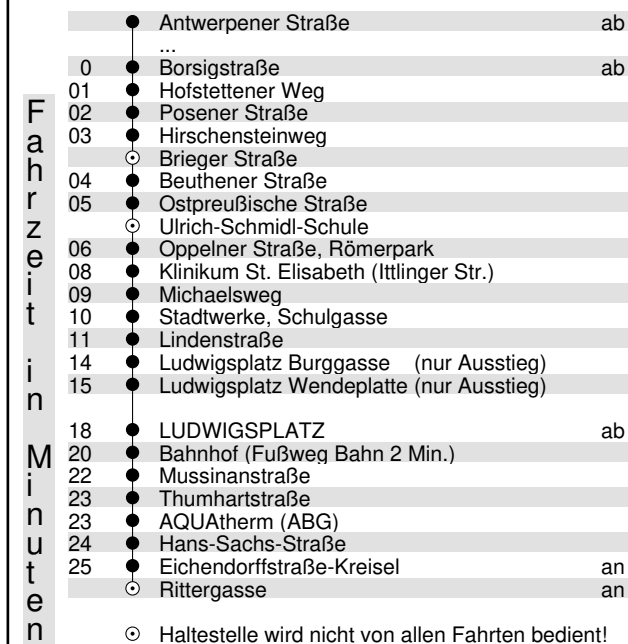 Antwerpener Straße ab
...
0 Borsigstraße ab
01 Hofstettener Weg
02 Posener Straße
03 Hirschensteinweg
Brieger Straße
04 Beuthener Straße
05 Ostpreußische Straße
Ulrich-Schmidl-Schule
06 Oppelner Straße, Römerpark
08 Klinikum St. Elisabeth (Ittlinger Str.)
09 Michaelsweg
10 Stadtwerke, Schulgasse
11 Lindenstraße
14 Ludwigsplatz Burggasse (nur Ausstieg)
15 Ludwigsplatz Wendeplatte (nur Ausstieg)
18 LUDWIGSPLATZ ab
20 Bahnhof (Fußweg Bahn 2 Min.)
22 Mussinanstraße
23 Thumhartstraße
23 AQUAtherm (ABG)
24 Hans-Sachs-Straße
25 Eichendorffstraße-Kreisel an
Rittergasse an
Haltestelle wird nicht von allen Fahrten bedient!
Fahrzeit in Minuten